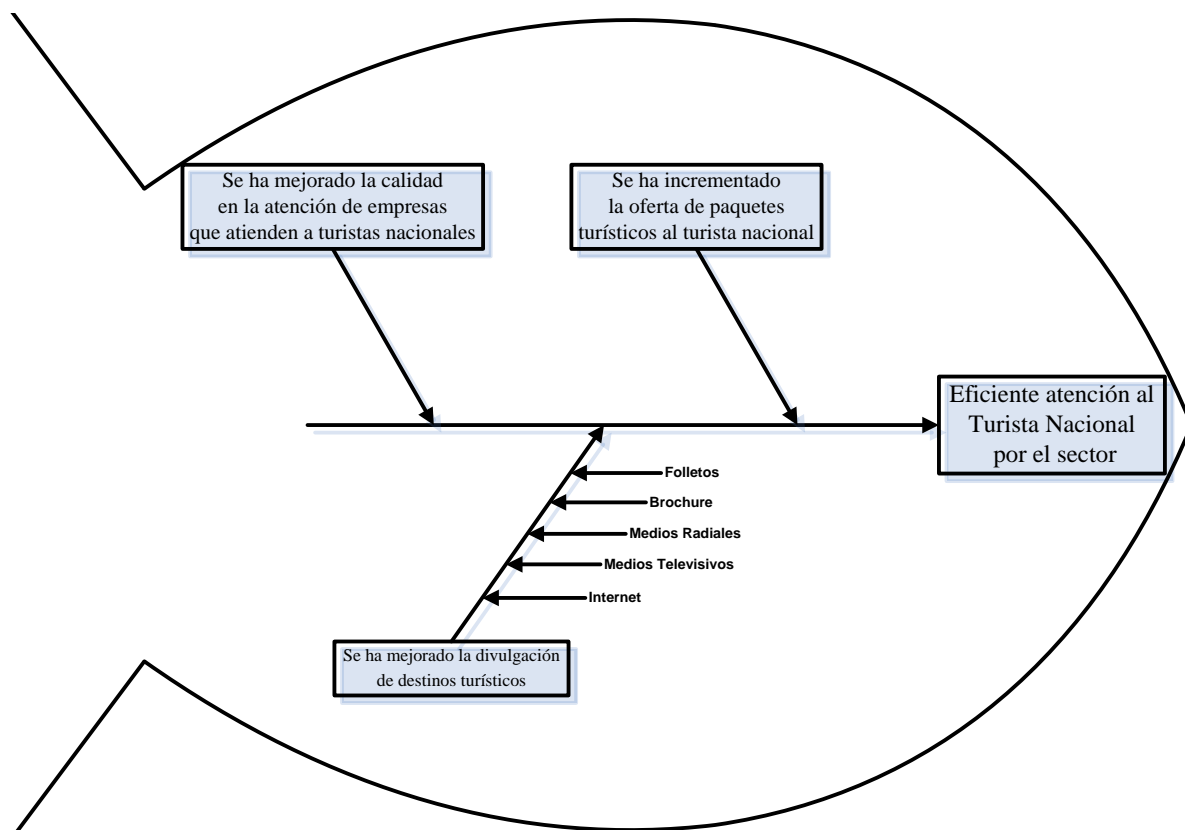 Se ha mejorado la calidad
en la atención de empresas
que atienden a turistas nacionales
Se ha incrementado
la oferta de paquetes
turísticos al turista nacional
Eficiente atención al
Turista Nacional
por el sector
Folletos
Brochure
Medios Radiales
Medios Televisivos
Internet
Se ha mejorado la divulgación
de destinos turísticos